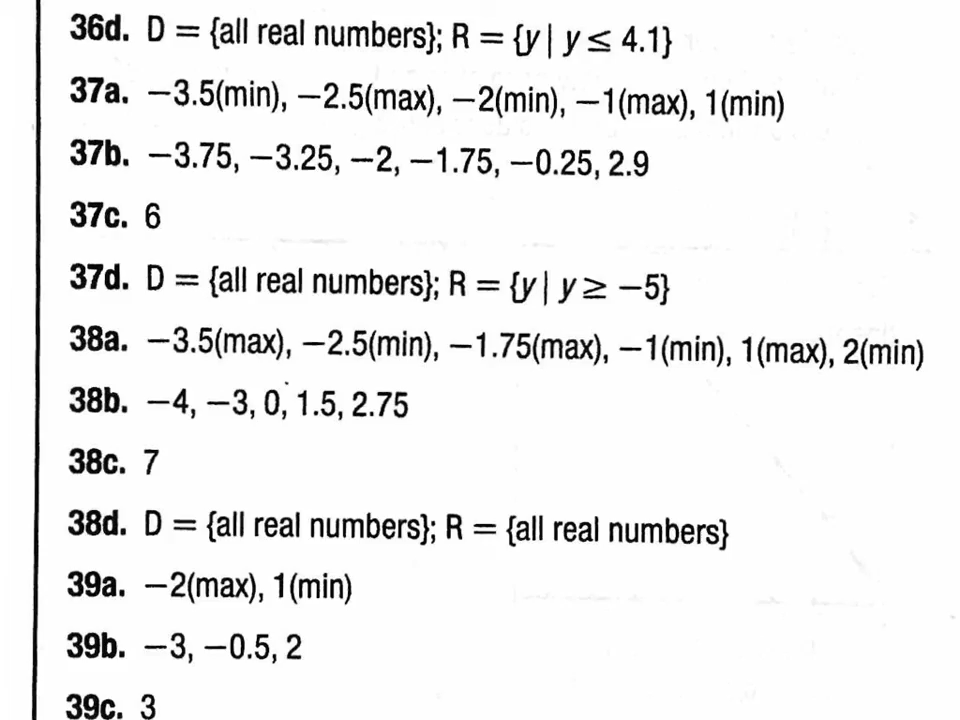 36d. D = {all real numbers}; R = {y | y ≤ 4.1}
37a. −3.5(min), −2.5(max), −2(min), −1(max), 1(min)
37b. −3.75, −3.25, −2, −1.75, −0.25, 2.9
37c. 6
37d. D = {all real numbers}; R = {y | y ≥ −5}
38a. −3.5(max), −2.5(min), −1.75(max), −1(min), 1(max), 2(min)
38b. −4, −3, 0, 1.5, 2.75
38c. 7
38d. D = {all real numbers}; R = {all real numbers}
39a. −2(max), 1(min)
39b. −3, −0.5, 2
39c. 3